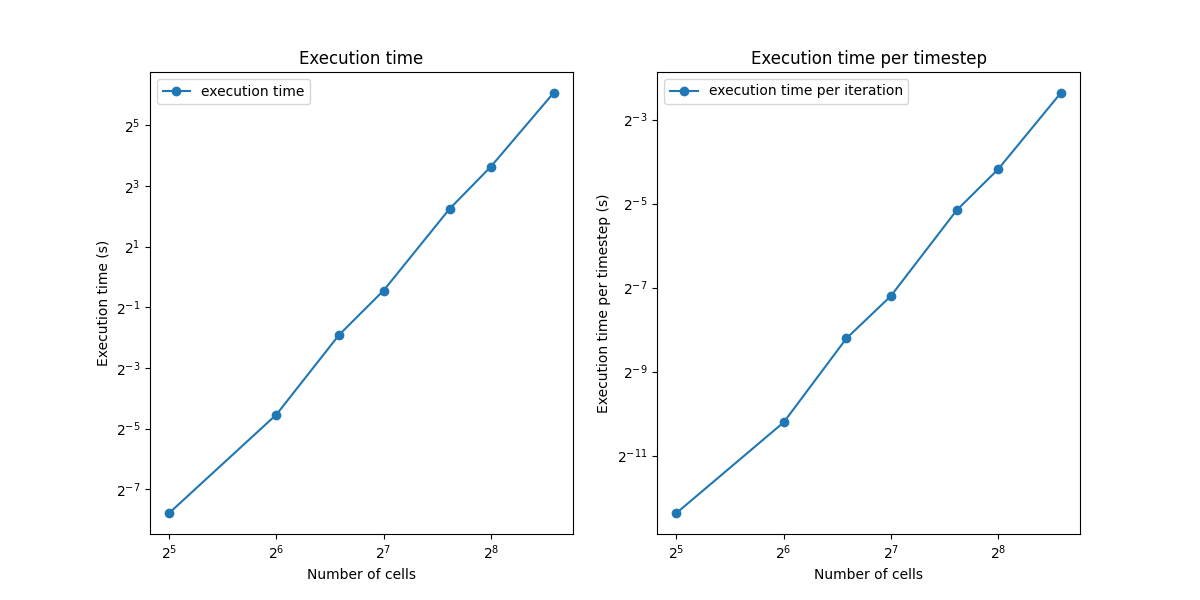 Execution time
execution time
2^5
2^3
2^1
2^−1
2^−3
2^−5
2^−7
Execution time (s)
2^5 2^6 2^7 2^8
Number of cells
Execution time per timestep
execution time per iteration
2^−3
2^−5
2^−7
2^−9
2^−11
Execution time per timestep (s)
2^5 2^6 2^7 2^8
Number of cells